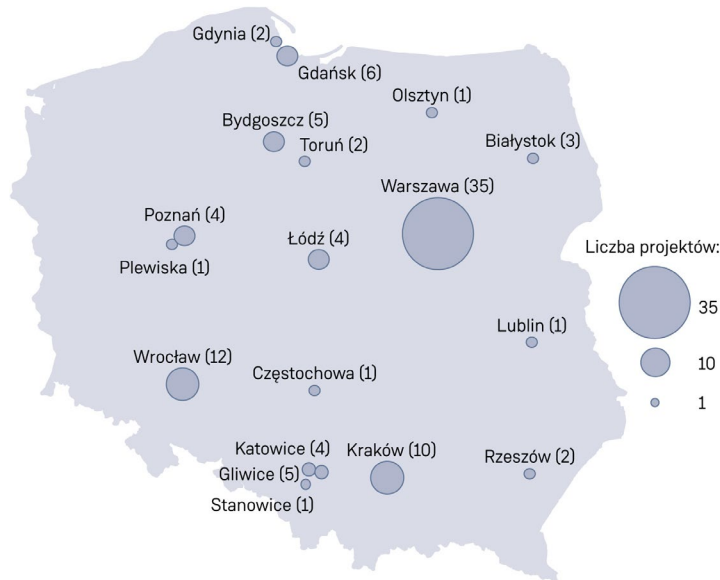 Gdynia (2)
Gdańsk (6)
Olsztyn (1)
Bydgoszcz (5)
Toruń (2)
Białystok (3)
Warszawa (35)
Poznań (4)
Łódź (4)
Plewiska (1)
Liczba projektów:
35
10
1
Lublin (1)
Wrocław (12)
Częstochowa (1)
Katowice (4)
Kraków (10)
Rzeszów (2)
Gliwice (5)
Stanowice (1)